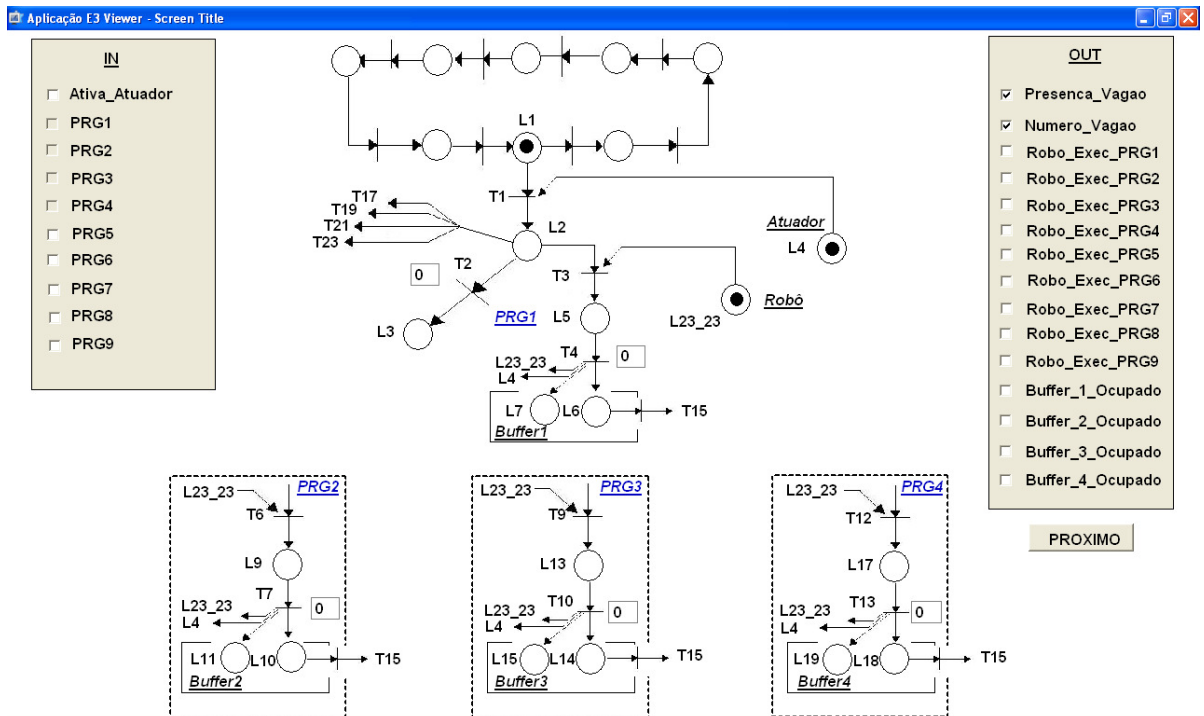 Aplicação E3 Viewer - Screen Title
IN
Ativa_Atuador
PRG1
PRG2
PRG3
PRG4
PRG5
PRG6
PRG7
PRG8
PRG9
L1
T1
T17
T19
T21
T23
L2
T2
0
PRG1
L3
T3
L5
Atuador
L4
Robô
L23_23
T4
0
L23_23
L4
L7
L6
T15
Buffer1
L23_23
PRG2
T6
L9
T7
0
L23_23
L4
L11
L10
T15
Buffer2
L23_23
PRG3
T9
L13
T10
0
L23_23
L4
L15
L14
T15
Buffer3
L23_23
PRG4
T12
L17
T13
0
L23_23
L4
L19
L18
T15
Buffer4
OUT
Presenca_Vagao
Numero_Vagao
Robo_Exec_PRG1
Robo_Exec_PRG2
Robo_Exec_PRG3
Robo_Exec_PRG4
Robo_Exec_PRG5
Robo_Exec_PRG6
Robo_Exec_PRG7
Robo_Exec_PRG8
Robo_Exec_PRG9
Buffer_1_Ocupado
Buffer_2_Ocupado
Buffer_3_Ocupado
Buffer_4_Ocupado
PROXIMO